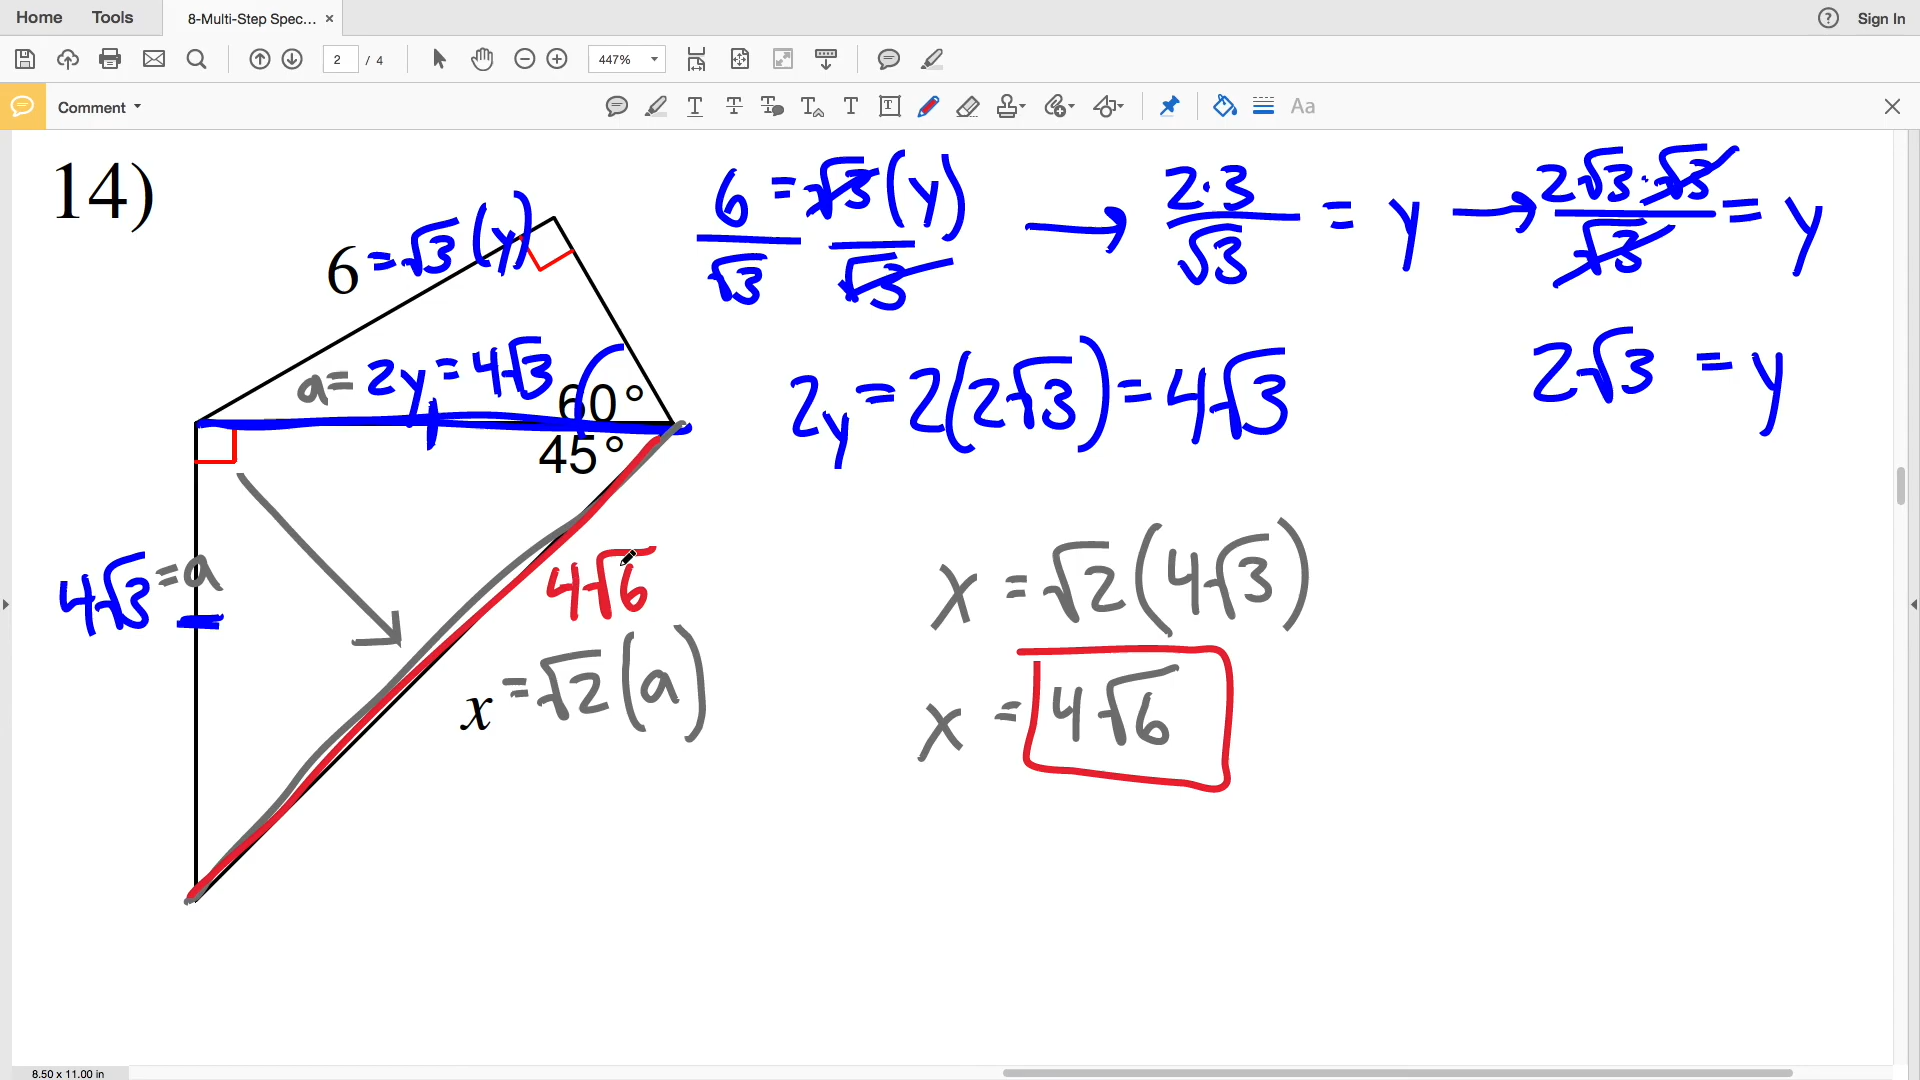 Home Tools 8-Multi-Step Spec... × ? Sign In
2 / 4 447%
Comment T T T T T T Aa
14)
6 = √3 (y)
6 = √3 (y) → 2·3 = y → 2√3·√3 = y
√3 √3 √3 √3
a = 2y = 4√3
60°
45°
2y = 2(2√3) = 4√3
2√3 = y
4√3 = a
4√6
x = √2 (a)
x = √2 (4√3)
x = 4√6
8.50 x 11.00 in